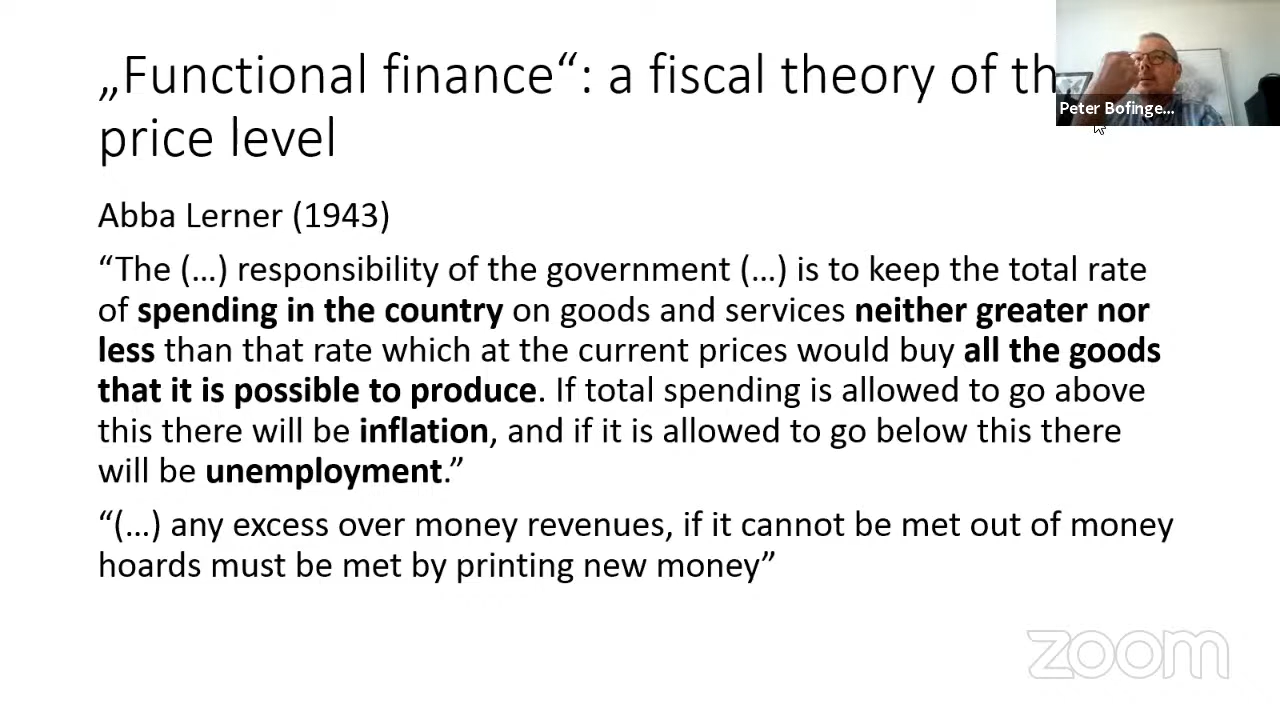 „Functional finance“: a fiscal theory of th
price level
Peter Bofinge...
Abba Lerner (1943)
“The (…) responsibility of the government (…) is to keep the total rate
of spending in the country on goods and services neither greater nor
less than that rate which at the current prices would buy all the goods
that it is possible to produce. If total spending is allowed to go above
this there will be inflation, and if it is allowed to go below this there
will be unemployment.”
“(…) any excess over money revenues, if it cannot be met out of money
hoards must be met by printing new money”
zoom